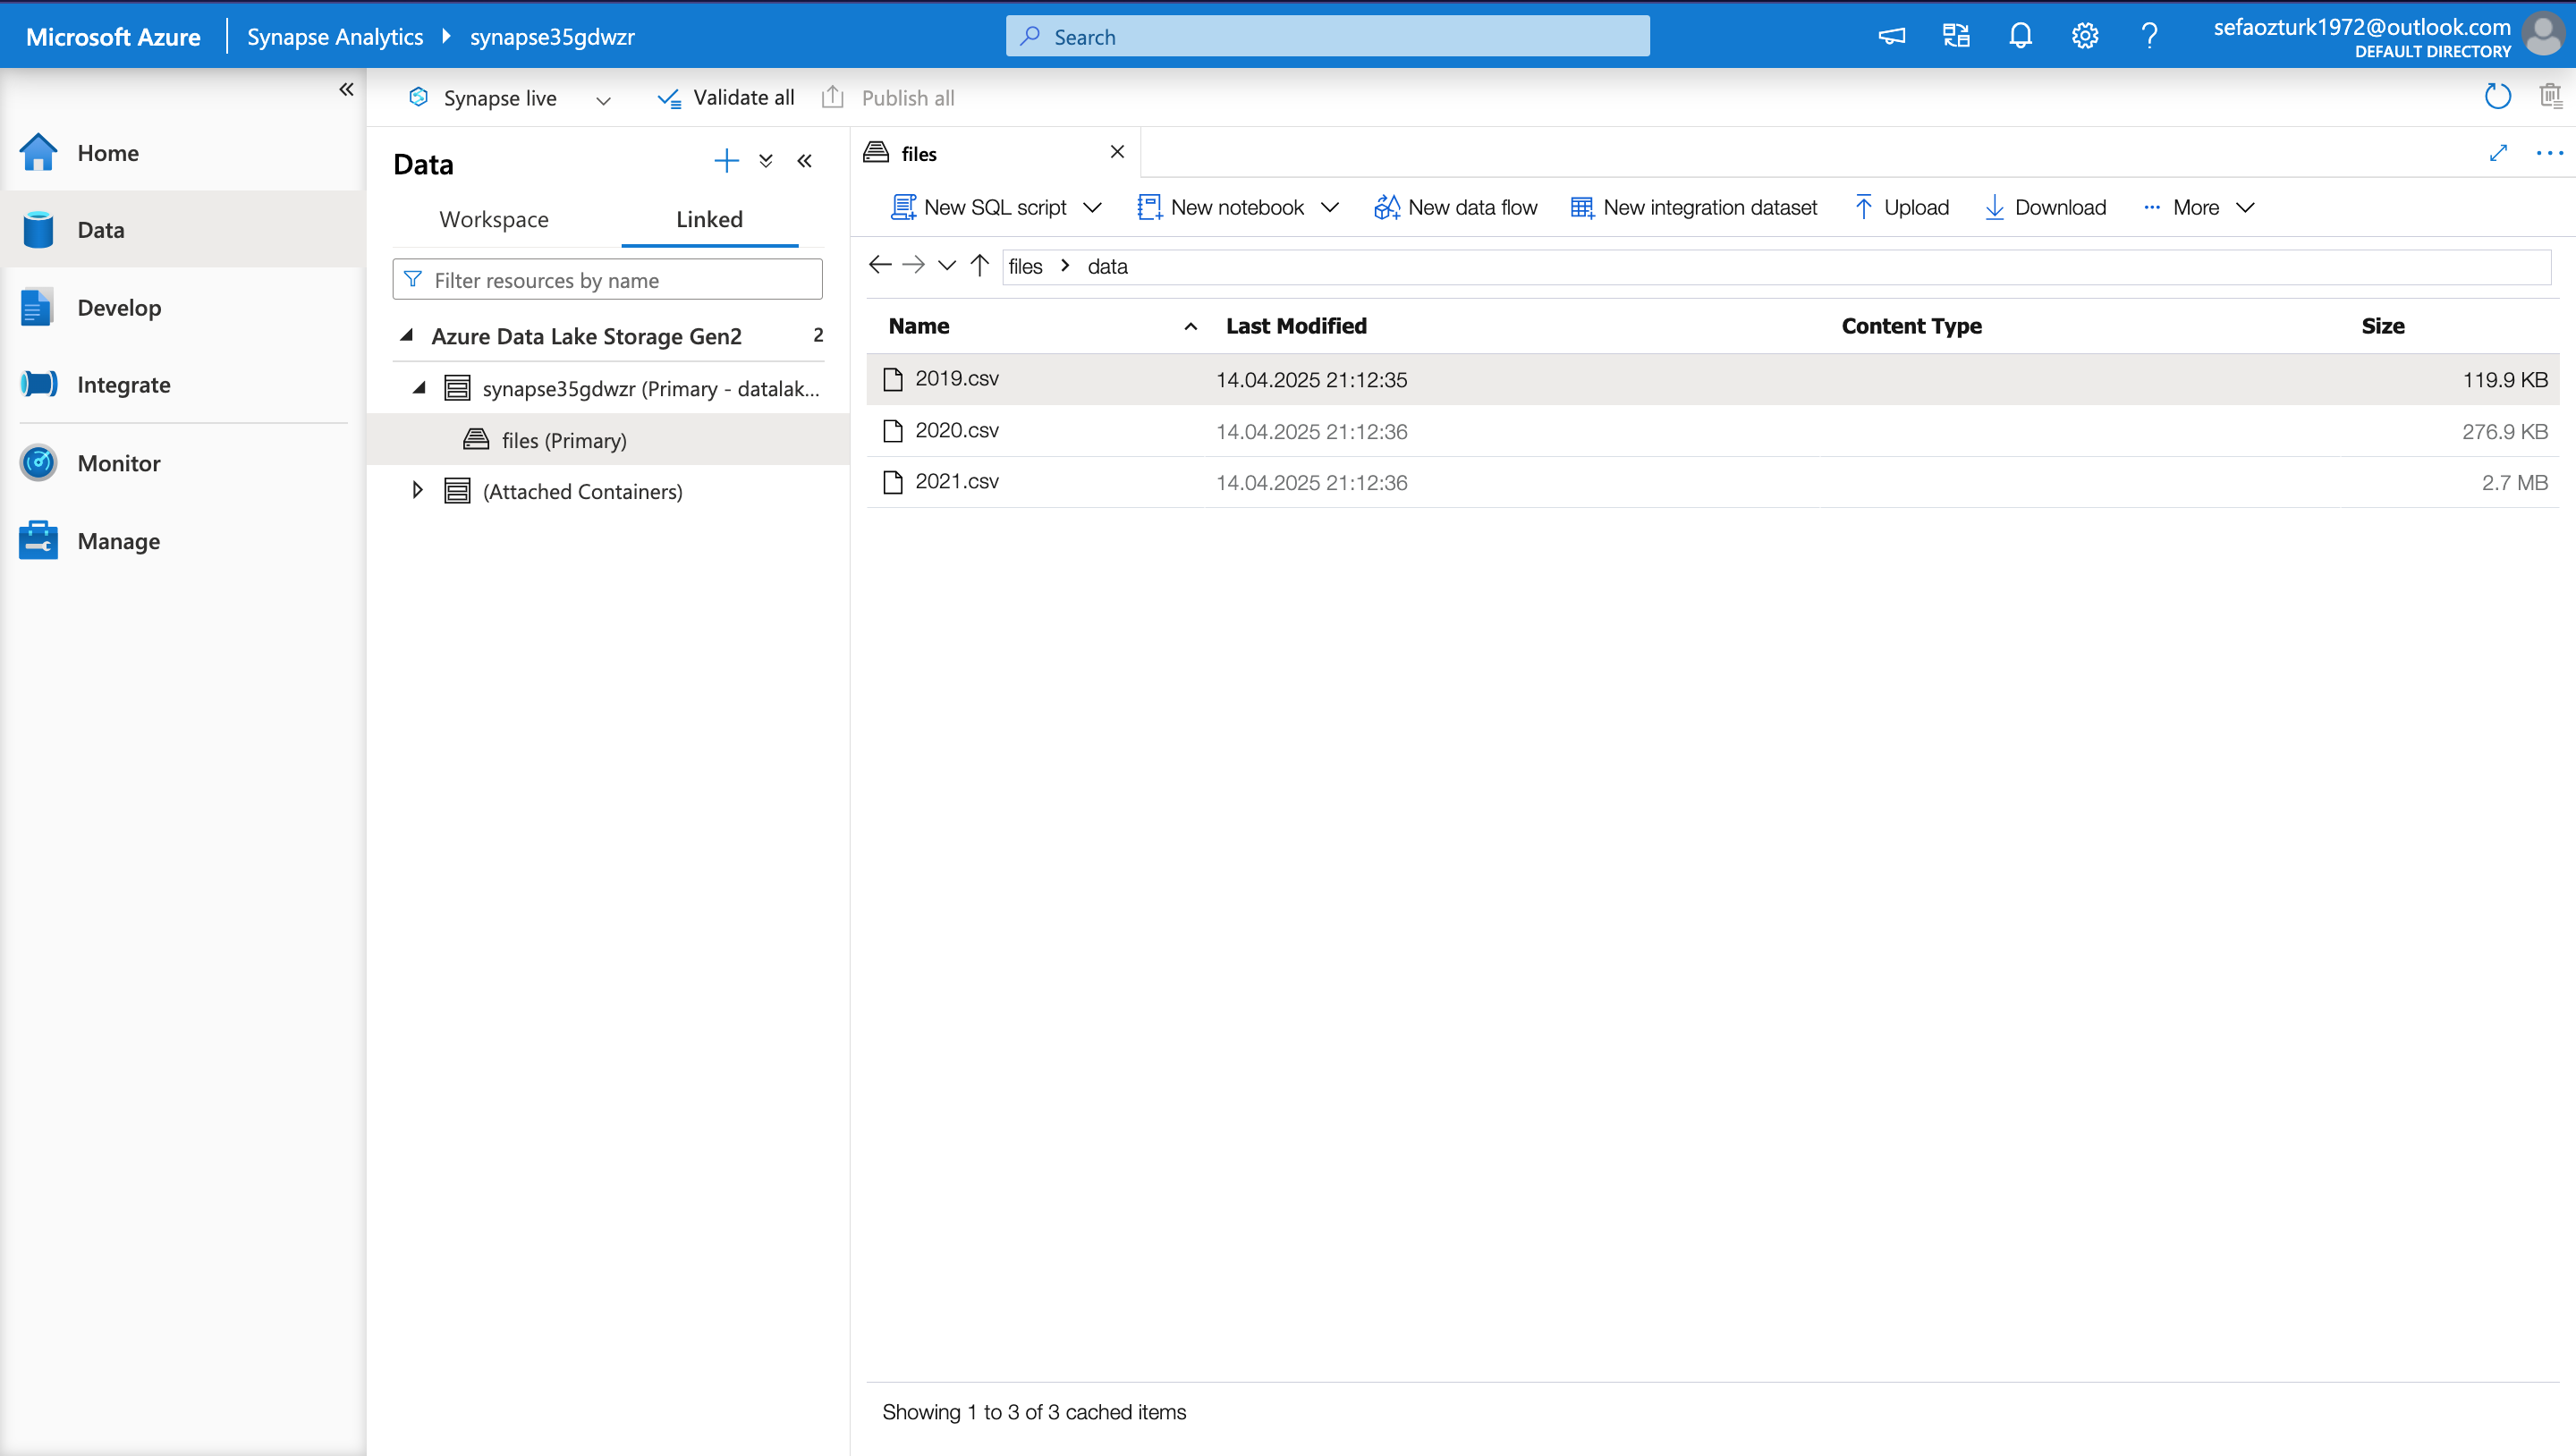 Microsoft Azure
Synapse Analytics
synapse35gdwzr
Search
sefaozturk1972@outlook.com
DEFAULT DIRECTORY
Synapse live
Validate all
Publish all
Home
Data
Develop
Integrate
Monitor
Manage
Data
Workspace
Linked
Filter resources by name
Azure Data Lake Storage Gen2 2
synapse35gdwzr (Primary - datalak...
files (Primary)
(Attached Containers)
files
New SQL script
New notebook
New data flow
New integration dataset
Upload
Download
More
files > data
Name Last Modified Content Type Size
2019.csv 14.04.2025 21:12:35 119.9 KB
2020.csv 14.04.2025 21:12:36 276.9 KB
2021.csv 14.04.2025 21:12:36 2.7 MB
Showing 1 to 3 of 3 cached items